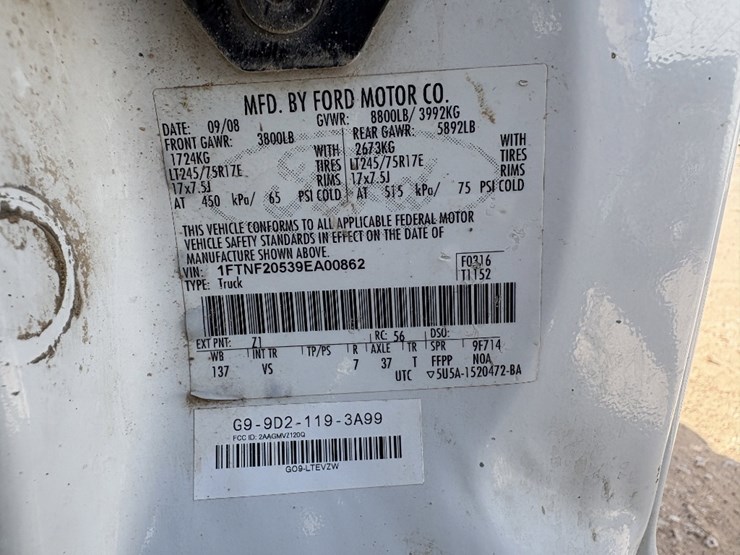 MFD. BY FORD MOTOR CO.
DATE: 09/08 GVWR: 8800LB/ 3992KG
FRONT GAWR: 3800LB REAR GAWR: 5892LB
1724KG WITH 2673KG WITH
LT245/75R17E TIRES LT245/75R17E TIRES
17x7.5J RIMS 17x7.5J RIMS
AT 450 kPa/ 65 PSI COLD AT 515 kPa/ 75 PSI COLD
THIS VEHICLE CONFORMS TO ALL APPLICABLE FEDERAL MOTOR
VEHICLE SAFETY STANDARDS IN EFFECT ON THE DATE OF
MANUFACTURE SHOWN ABOVE.
VIN: 1FTNF20539EA00862 F0316
TYPE: Truck T1152
EXT PNT: Z1 RC: 56 DSO:
WB INT TR TP/PS R AXLE TR SPR 9F714
137 VS 7 37 T FFPP NOA
UTC ▽5U5A-1520472-BA
G9-9D2-119-3A99
FCC ID: 2AAGMVZ120Q
GO9-LTEVZW